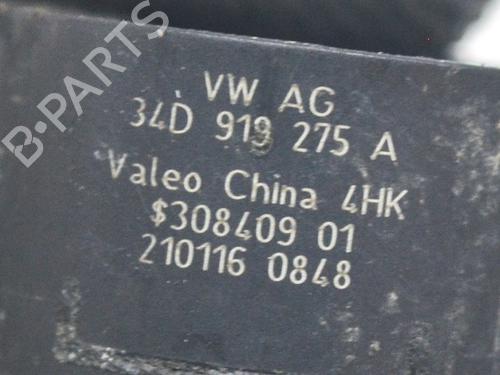 B-PARTS
VW AG
34D 919 275 A
Valeo China 4HK
$308409 01
210116 0848